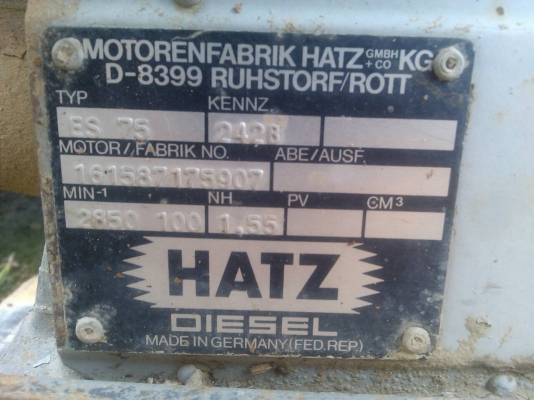 MOTORENFABRIK HATZ GMBH + CO KG
D-8399 RUHSTORF/ROTT
TYP KENNZ.
ES 75 242B
MOTOR/FABRIK NO. ABE/AUSF.
161587175907
MIN-1 NH PV CM3
2850 100 1,55
HATZ
DIESEL
MADE IN GERMANY (FED. REP.)